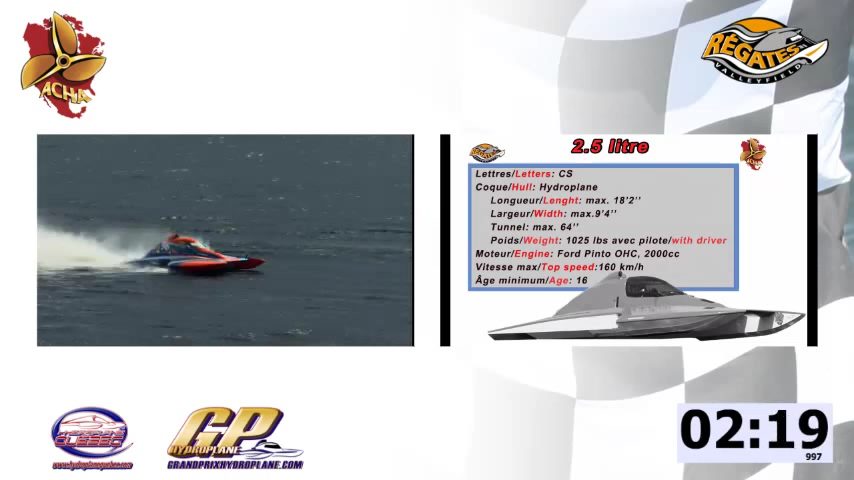 ACHA
RÉGATES
VALLEYFIELD
2.5 litre
Lettres/Letters: CS
Coque/Hull: Hydroplane
Longueur/Lenght: max. 18'2''
Largeur/Width: max.9'4''
Tunnel: max. 64''
Poids/Weight: 1025 lbs avec pilote/with driver
Moteur/Engine: Ford Pinto OHC, 2000cc
Vitesse max/Top speed:160 km/h
Âge minimum/Age: 16
CLASSIC
GP
HYDROPLANE
GRANDPRIXHYDROPLANE.COM
02:19
997